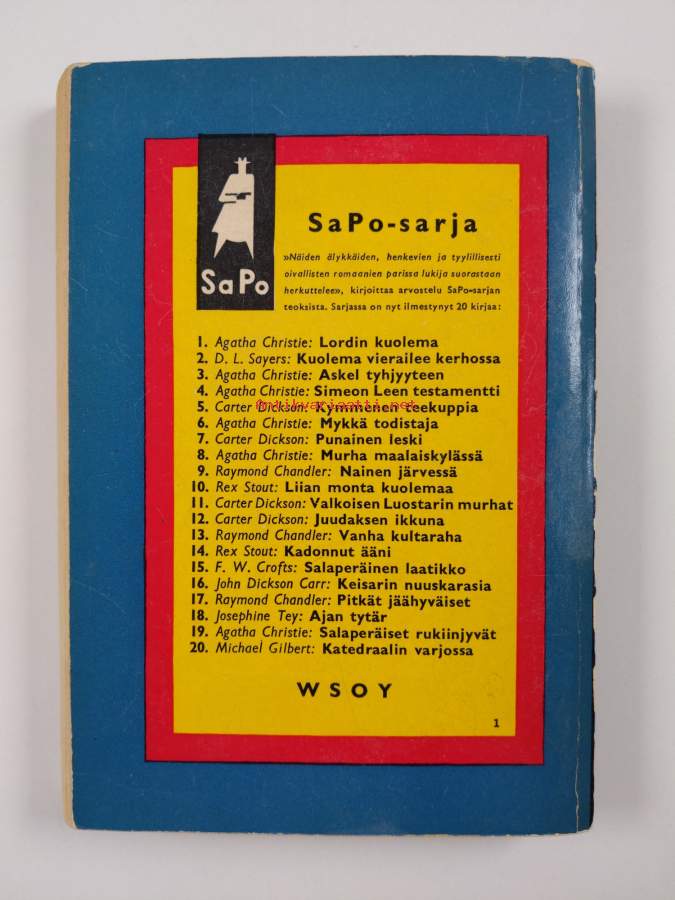 SaPo
SaPo-sarja
»Näiden älykkäiden, henkevien ja tyylillisesti
oivallisten romaanien parissa lukija suorastaan
herkuttelee», kirjoittaa arvostelu SaPo-sarjan
teoksista. Sarjassa on nyt ilmestynyt 20 kirjaa:
1. Agatha Christie: Lordin kuolema
2. D. L. Sayers: Kuolema vierailee kerhossa
3. Agatha Christie: Askel tyhjyyteen
4. Agatha Christie: Simeon Leen testamentti
antikvariaatti.net
5. Carter Dickson: Kymmenen teekuppia
6. Agatha Christie: Mykkä todistaja
7. Carter Dickson: Punainen leski
8. Agatha Christie: Murha maalaiskylässä
9. Raymond Chandler: Nainen järvessä
10. Rex Stout: Liian monta kuolemaa
11. Carter Dickson: Valkoisen Luostarin murhat
12. Carter Dickson: Juudaksen ikkuna
13. Raymond Chandler: Vanha kultaraha
14. Rex Stout: Kadonnut ääni
15. F. W. Crofts: Salaperäinen laatikko
16. John Dickson Carr: Keisarin nuuskarasia
17. Raymond Chandler: Pitkät jäähyväiset
18. Josephine Tey: Ajan tytär
19. Agatha Christie: Salaperäiset rukiinjyvät
20. Michael Gilbert: Katedraalin varjossa
WSOY
1